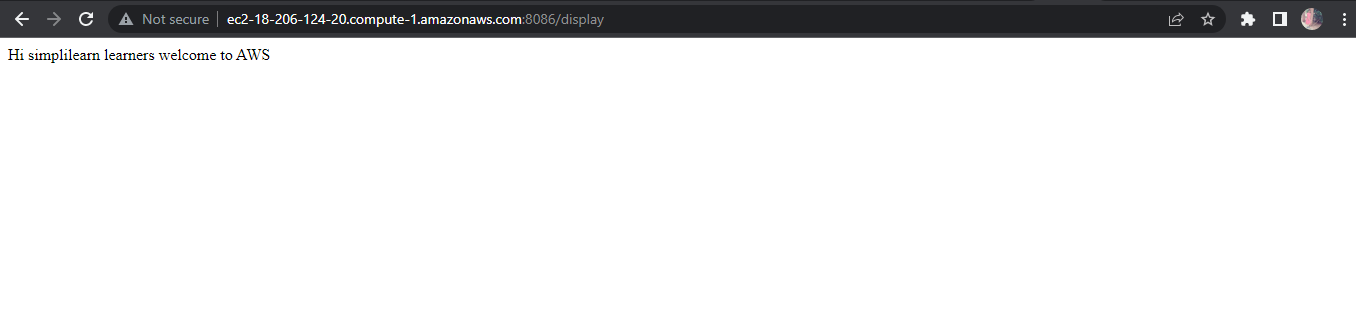 Not secure ec2-18-206-124-20.compute-1.amazonaws.com:8086/display
Hi simplilearn learners welcome to AWS